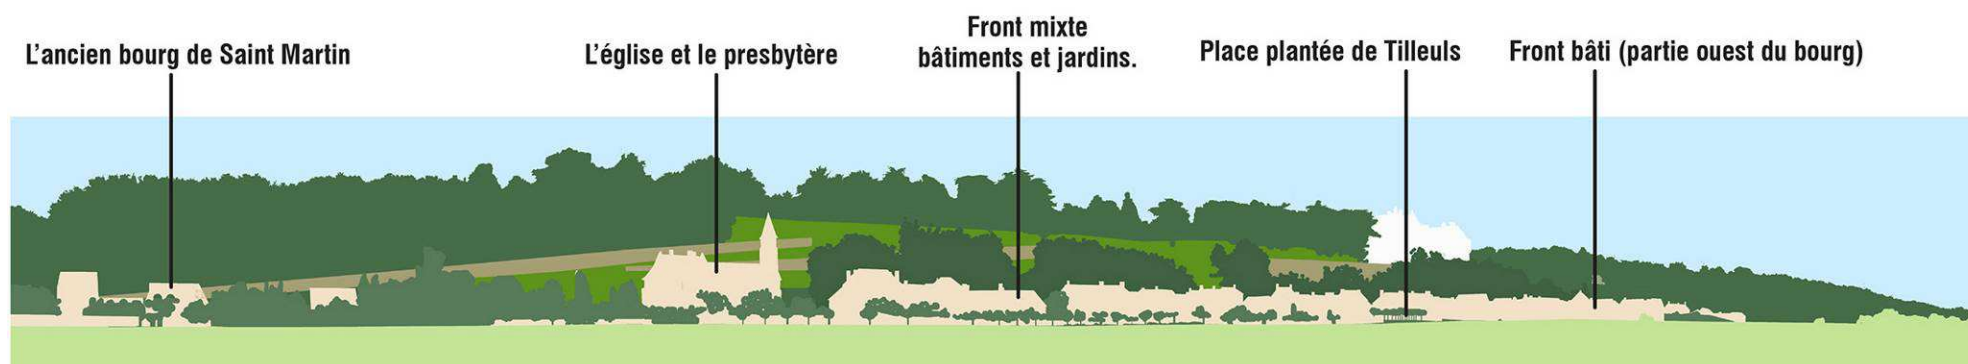 L'ancien bourg de Saint Martin
L'église et le presbytère
Front mixte
bâtiments et jardins.
Place plantée de Tilleuls
Front bâti (partie ouest du bourg)